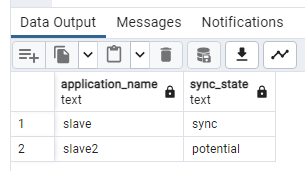 Data Output Messages Notifications
application_name sync_state
text text
1 slave sync
2 slave2 potential